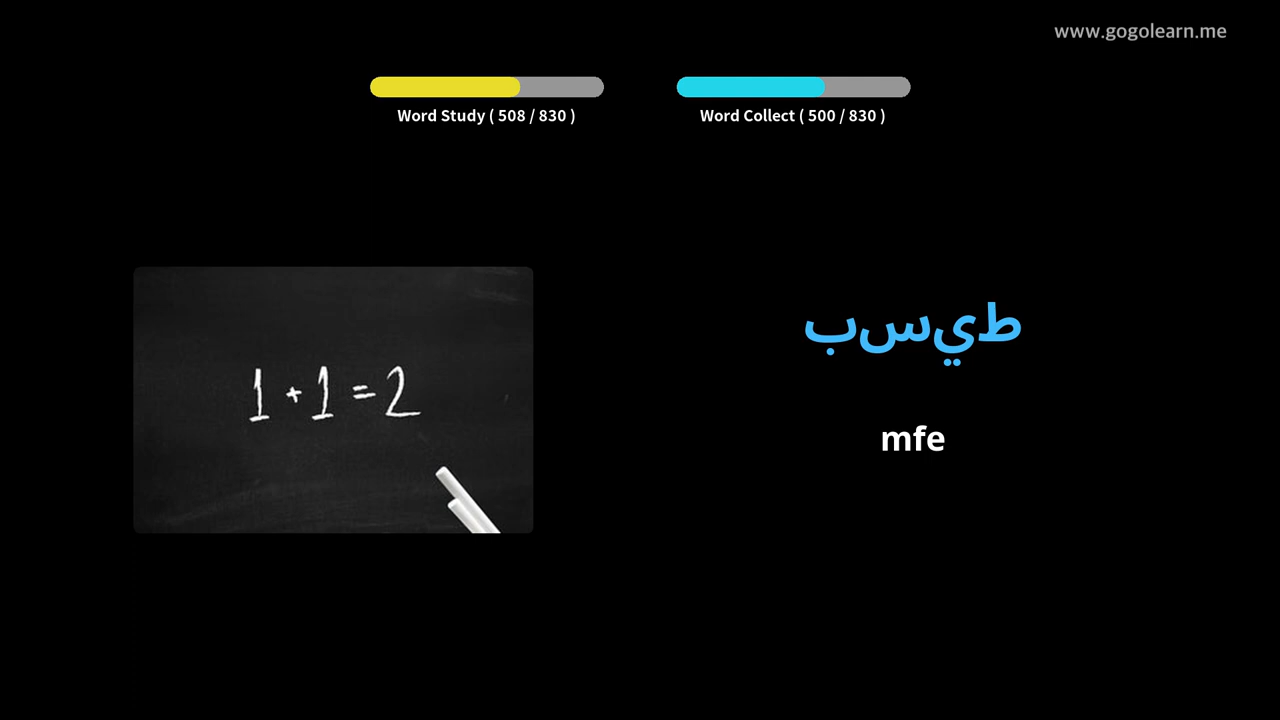 www.gogolearn.me
Word Study ( 508 / 830 )
Word Collect ( 500 / 830 )
1 + 1 = 2
طيسب
mfe